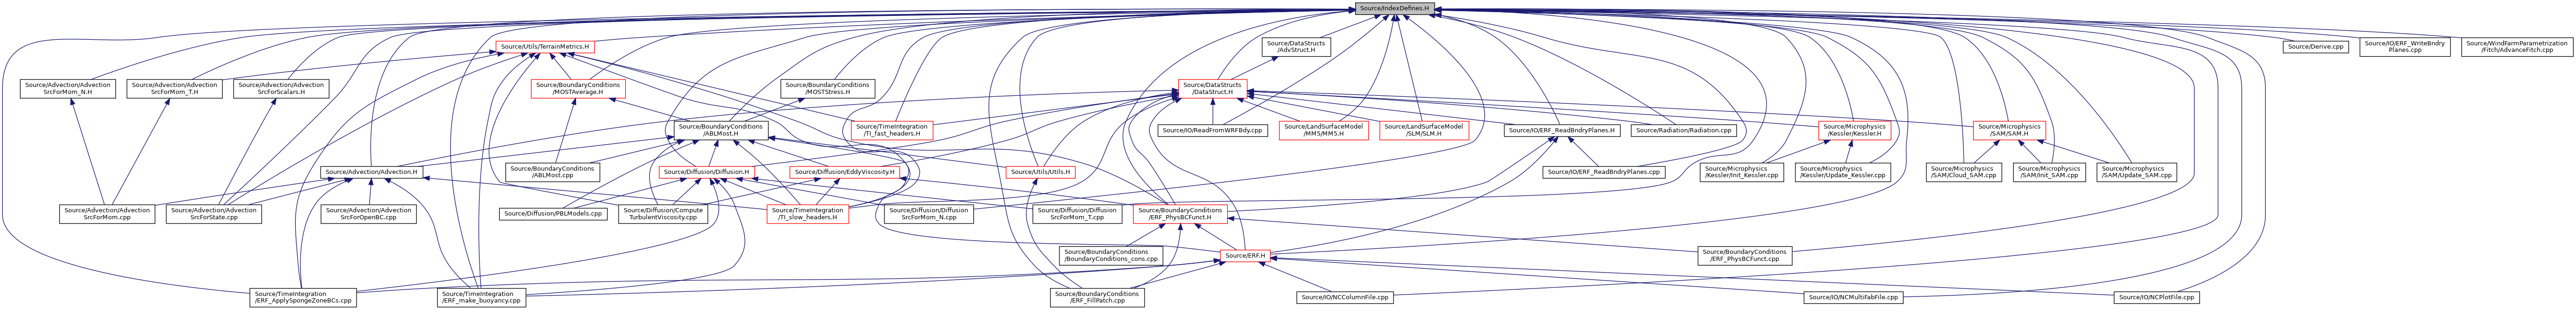 Source/IndexDefines.H
Source/Utils/TerrainMetrics.H
Source/DataStructs
/AdvStruct.H
Source/Derive.cpp
Source/IO/ERF_WriteBndry
Planes.cpp
Source/WindFarmParametrization
/Fitch/AdvanceFitch.cpp
Source/Advection/Advection
SrcForMom_N.H
Source/Advection/Advection
SrcForMom_T.H
Source/Advection/Advection
SrcForScalars.H
Source/BoundaryConditions
/MOSTAverage.H
Source/BoundaryConditions
/MOSTStress.H
Source/DataStructs
/DataStruct.H
Source/BoundaryConditions
/ABLMost.H
Source/TimeIntegration
/TI_fast_headers.H
Source/IO/ReadFromWRFBdy.cpp
Source/LandSurfaceModel
/MM5/MM5.H
Source/LandSurfaceModel
/SLM/SLM.H
Source/IO/ERF_ReadBndryPlanes.H
Source/Radiation/Radiation.cpp
Source/Microphysics
/Kessler/Kessler.H
Source/Microphysics
/SAM/SAM.H
Source/Advection/Advection.H
Source/BoundaryConditions
/ABLMost.cpp
Source/Diffusion/Diffusion.H
Source/Diffusion/EddyViscosity.H
Source/Utils/Utils.H
Source/IO/ERF_ReadBndryPlanes.cpp
Source/Microphysics
/Kessler/Init_Kessler.cpp
Source/Microphysics
/Kessler/Update_Kessler.cpp
Source/Microphysics
/SAM/Cloud_SAM.cpp
Source/Microphysics
/SAM/Init_SAM.cpp
Source/Microphysics
/SAM/Update_SAM.cpp
Source/Advection/Advection
SrcForMom.cpp
Source/Advection/Advection
SrcForState.cpp
Source/Advection/Advection
SrcForOpenBC.cpp
Source/Diffusion/PBLModels.cpp
Source/Diffusion/Compute
TurbulentViscosity.cpp
Source/TimeIntegration
/TI_slow_headers.H
Source/Diffusion/Diffusion
SrcForMom_N.cpp
Source/Diffusion/Diffusion
SrcForMom_T.cpp
Source/BoundaryConditions
/ERF_PhysBCFunct.H
Source/BoundaryConditions
/BoundaryConditions_cons.cpp
Source/ERF.H
Source/BoundaryConditions
/ERF_PhysBCFunct.cpp
Source/TimeIntegration
/ERF_ApplySpongeZoneBCs.cpp
Source/TimeIntegration
/ERF_make_buoyancy.cpp
Source/BoundaryConditions
/ERF_FillPatch.cpp
Source/IO/NCColumnFile.cpp
Source/IO/NCMultiFabFile.cpp
Source/IO/NCPlotFile.cpp